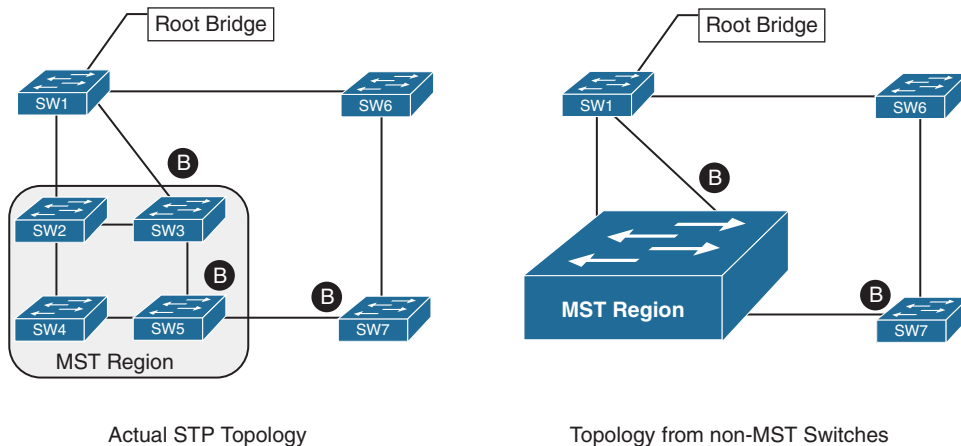 Root Bridge
SW1
SW6
B
SW2
SW3
B
B
SW4
SW5
SW7
MST Region
Actual STP Topology
Root Bridge
SW1
SW6
B
MST Region
B
SW7
Topology from non-MST Switches